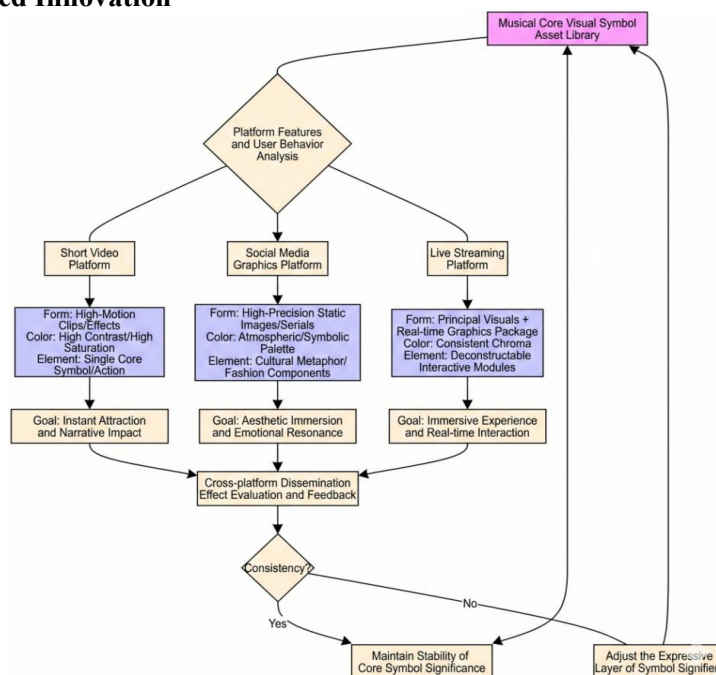 Musical Core Visual Symbol
Asset Library
Platform Features
and User Behavior
Analysis
Short Video
Platform
Social Media
Graphics Platform
Live Streaming
Platform
Form: High-Motion
Clips/Effects
Color: High Contrast/High
Saturation
Element: Single Core
Symbol/Action
Form: High-Precision Static
Images/Serials
Color: Atmospheric/Symbolic
Palette
Element: Cultural Metaphor/
Fashion Components
Form: Principal Visuals +
Real-time Graphics Package
Color: Consistent Chroma
Element: Deconstructable
Interactive Modules
Goal: Instant Attraction
and Narrative Impact
Goal: Aesthetic Immersion
and Emotional Resonance
Goal: Immersive Experience
and Real-time Interaction
Cross-platform Dissemination
Effect Evaluation and Feedback
Consistency?
No
Yes
Maintain Stability of
Core Symbol Significance
Adjust the Expressive
Layer of Symbol Signifier